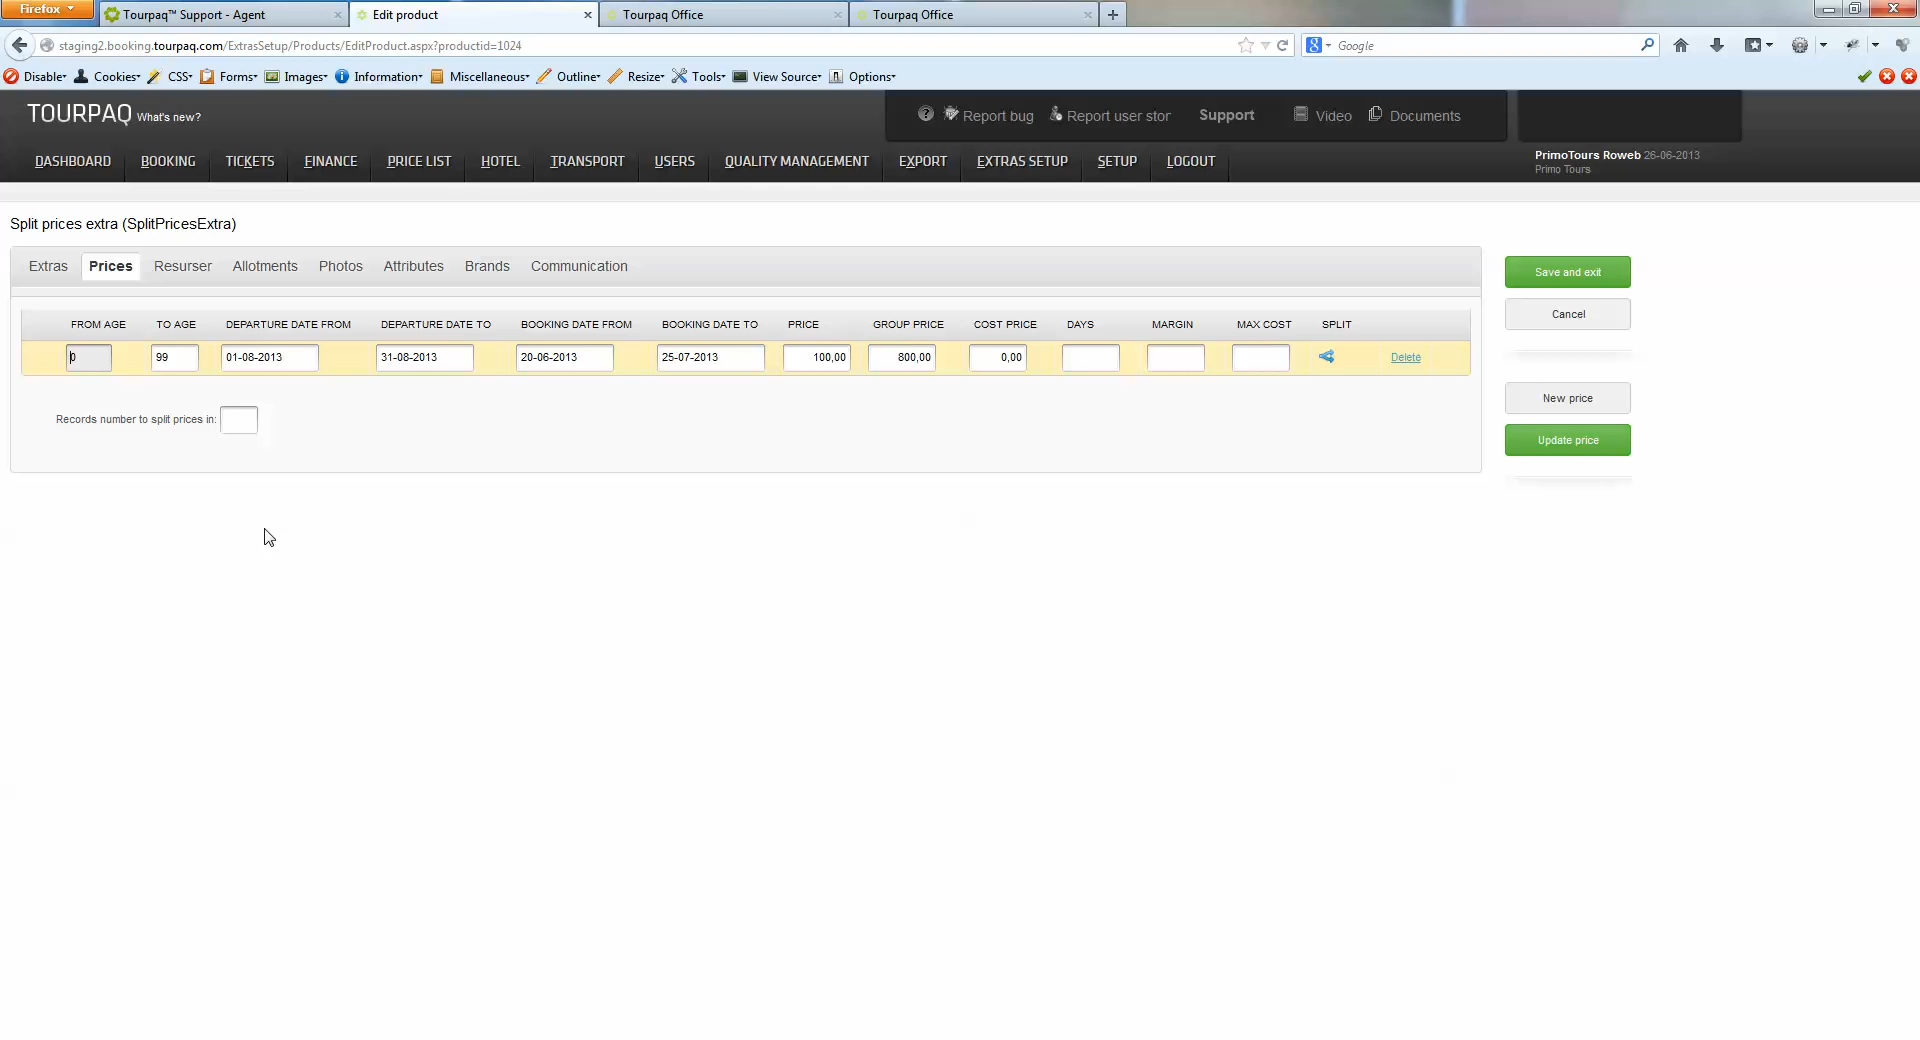 Firefox
Tourpaq™ Support - Agent
Edit product
Tourpaq Office
Tourpaq Office
staging2.booking.tourpaq.com/ExtrasSetup/Products/EditProduct.aspx?productid=1024
Google
Disable Cookies CSS Forms Images Information Miscellaneous Outline Resize Tools View Source Options
TOURPAQ What's new?
Report bug Report user stor Support Video Documents
DASHBOARD BOOKING TICKETS FINANCE PRICE LIST HOTEL TRANSPORT USERS QUALITY MANAGEMENT EXPORT EXTRAS SETUP SETUP LOGOUT
PrimoTours Roweb 26-06-2013
Primo Tours
Split prices extra (SplitPricesExtra)
Extras Prices Resurser Allotments Photos Attributes Brands Communication
FROM AGE TO AGE DEPARTURE DATE FROM DEPARTURE DATE TO BOOKING DATE FROM BOOKING DATE TO PRICE GROUP PRICE COST PRICE DAYS MARGIN MAX COST SPLIT
0 99 01-08-2013 31-08-2013 20-06-2013 25-07-2013 100,00 800,00 0,00 Delete
Records number to split prices in:
Save and exit
Cancel
New price
Update price